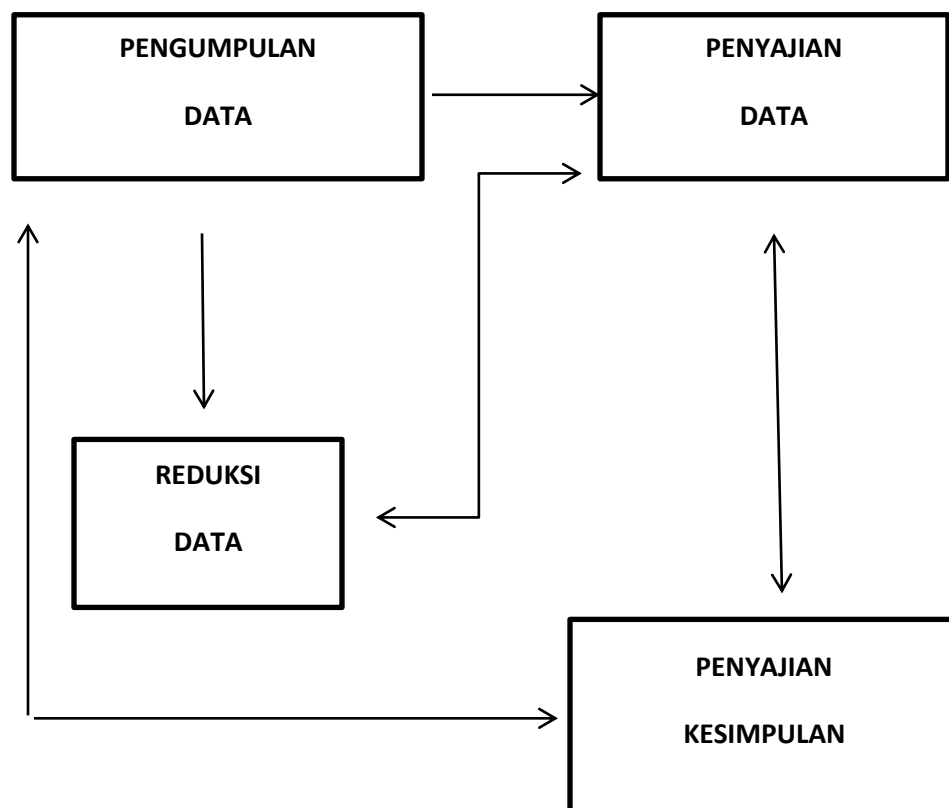 PENGUMPULAN
DATA
PENYAJIAN
DATA
REDUKSI
DATA
PENYAJIAN
KESIMPULAN